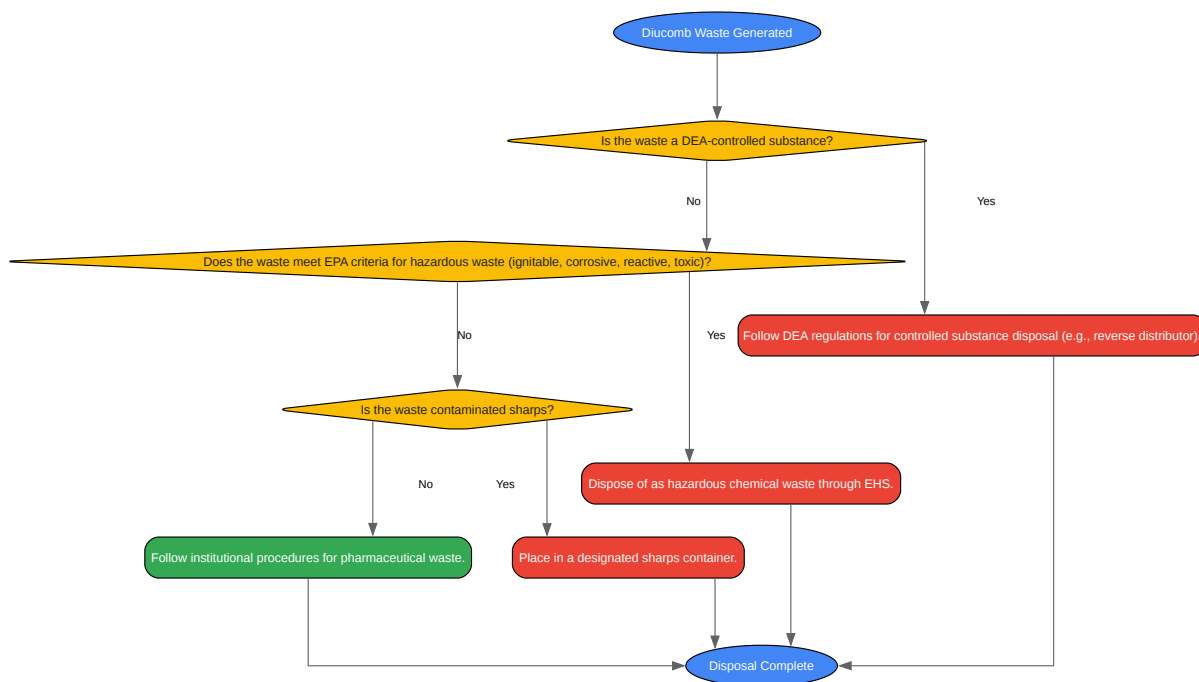 Diucomb Waste Generated
Is the waste a DEA-controlled substance?
No
Yes
Does the waste meet EPA criteria for hazardous waste (ignitable, corrosive, reactive, toxic)?
No
Yes
Follow DEA regulations for controlled substance disposal (e.g., reverse distributor).
Is the waste contaminated sharps?
No
Yes
Dispose of as hazardous chemical waste through EHS.
Follow institutional procedures for pharmaceutical waste.
Place in a designated sharps container.
Disposal Complete